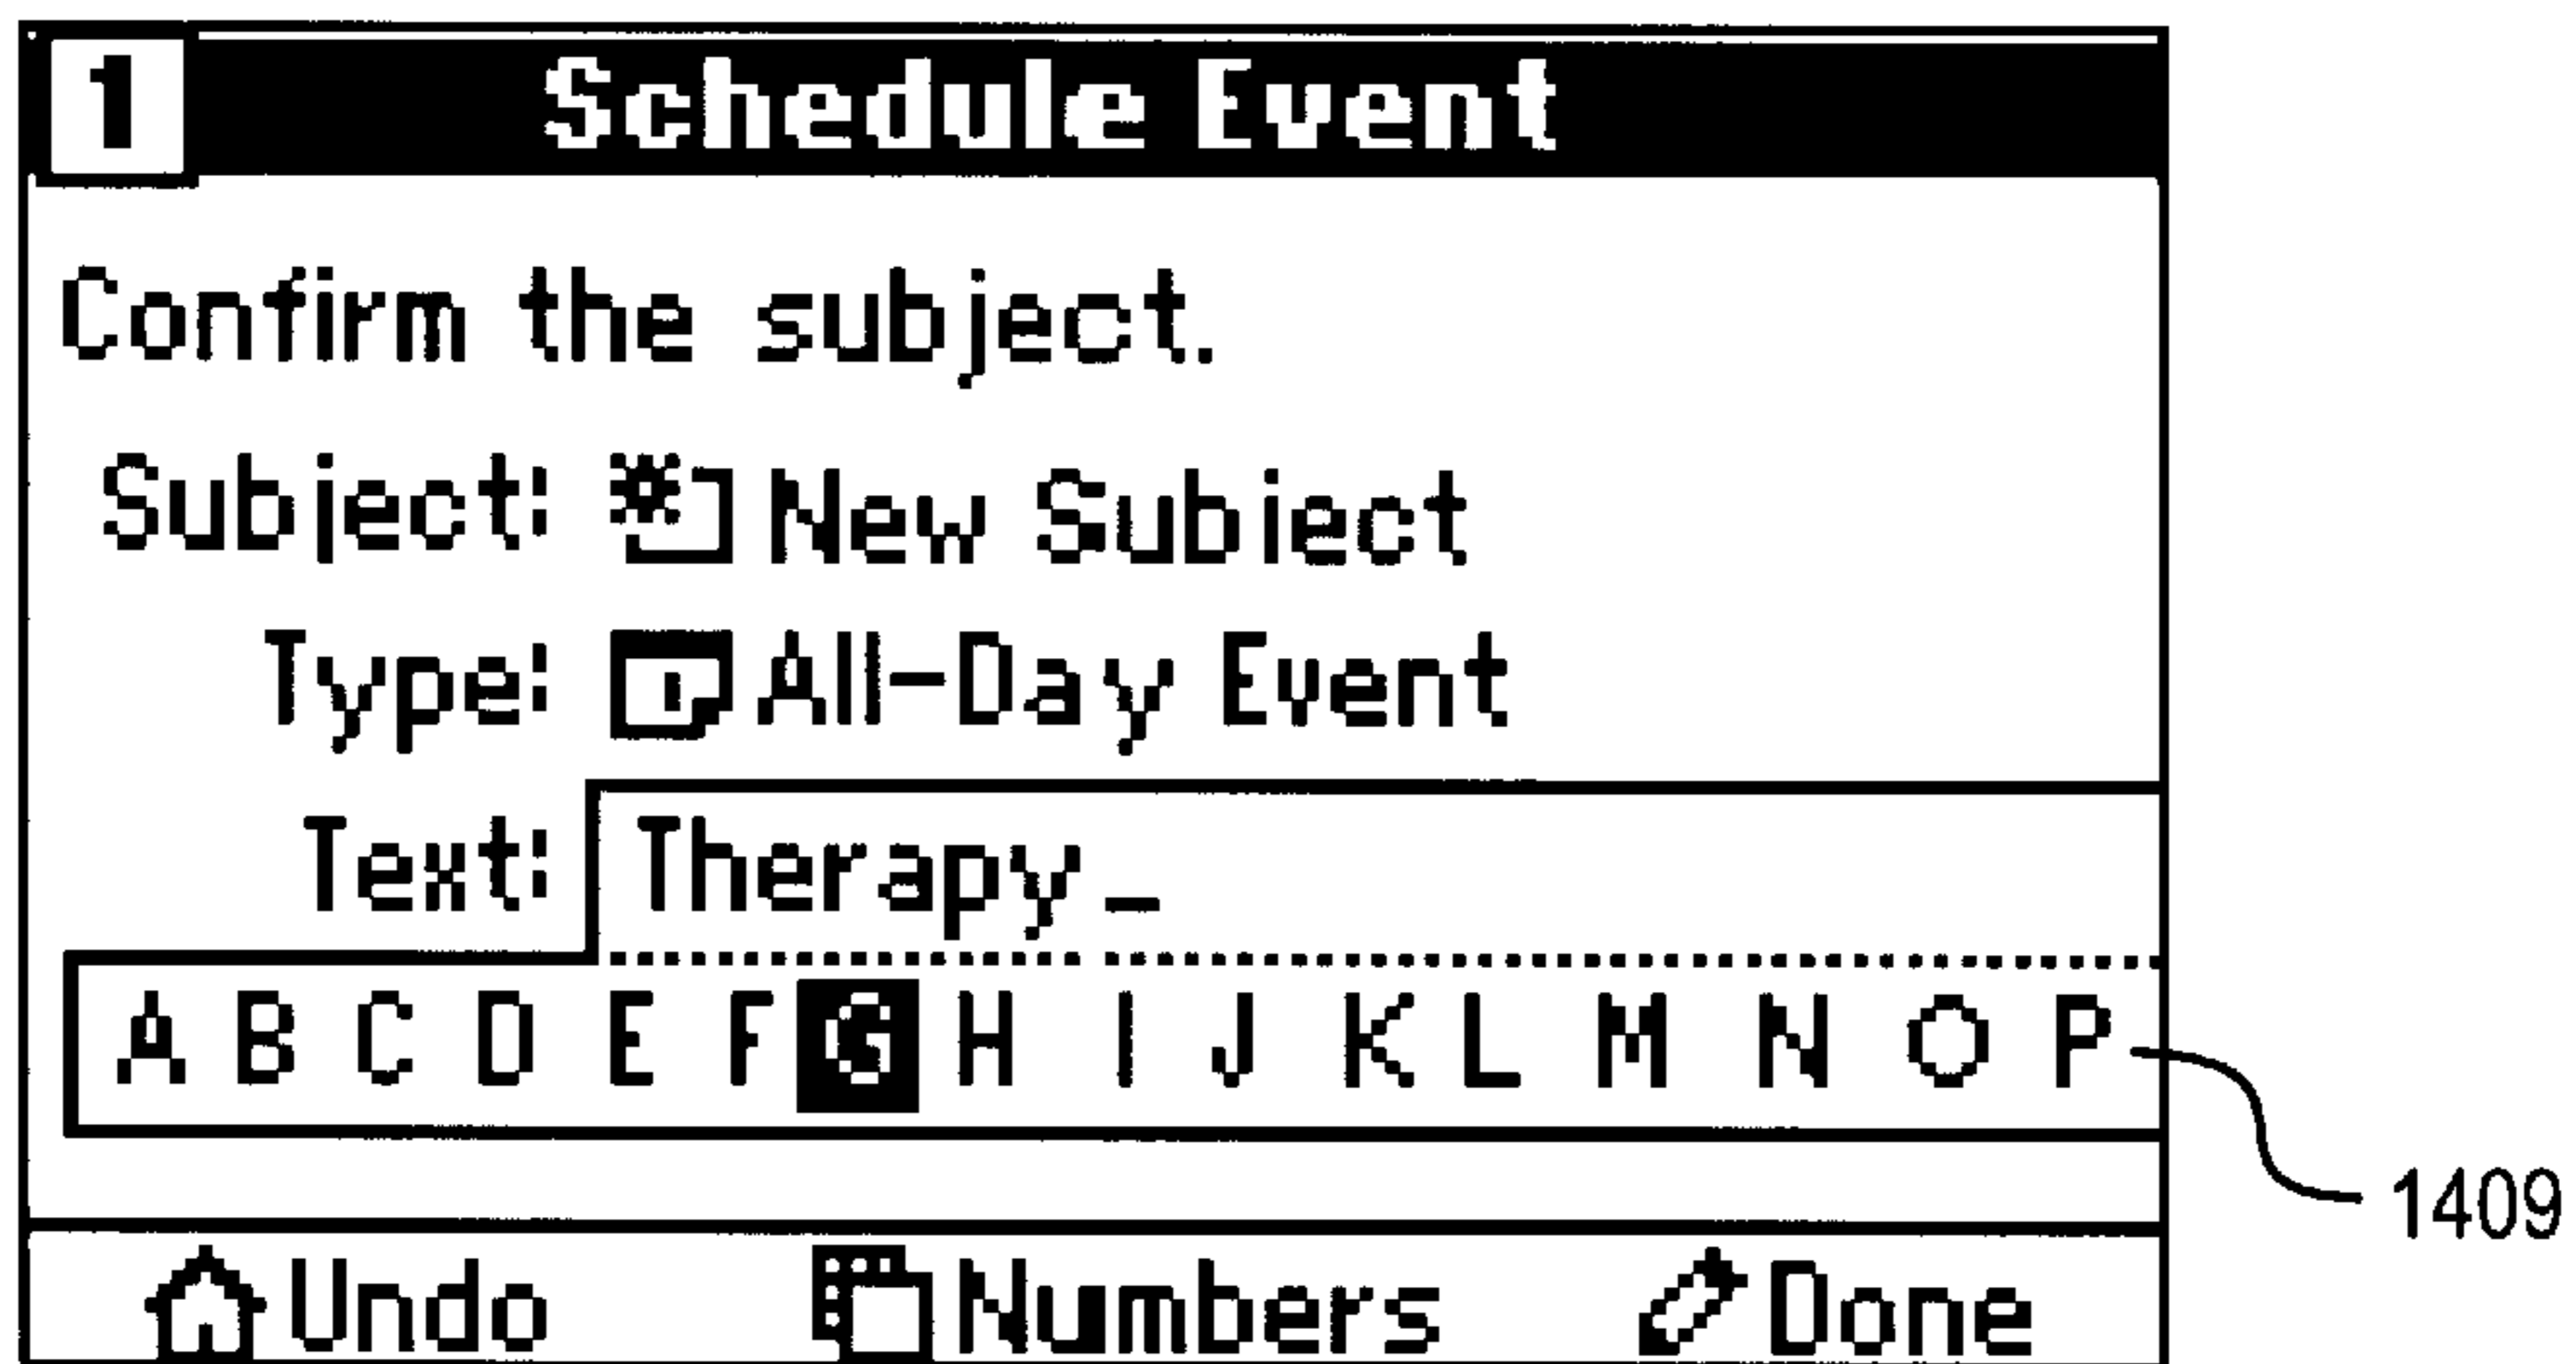 1 Schedule Event
Confirm the subject.
Subject: New Subiect
Type: All-Day Event
Text: Therapy_
A B C D E F G H I J K L M N O P
1409
Undo Numbers Done